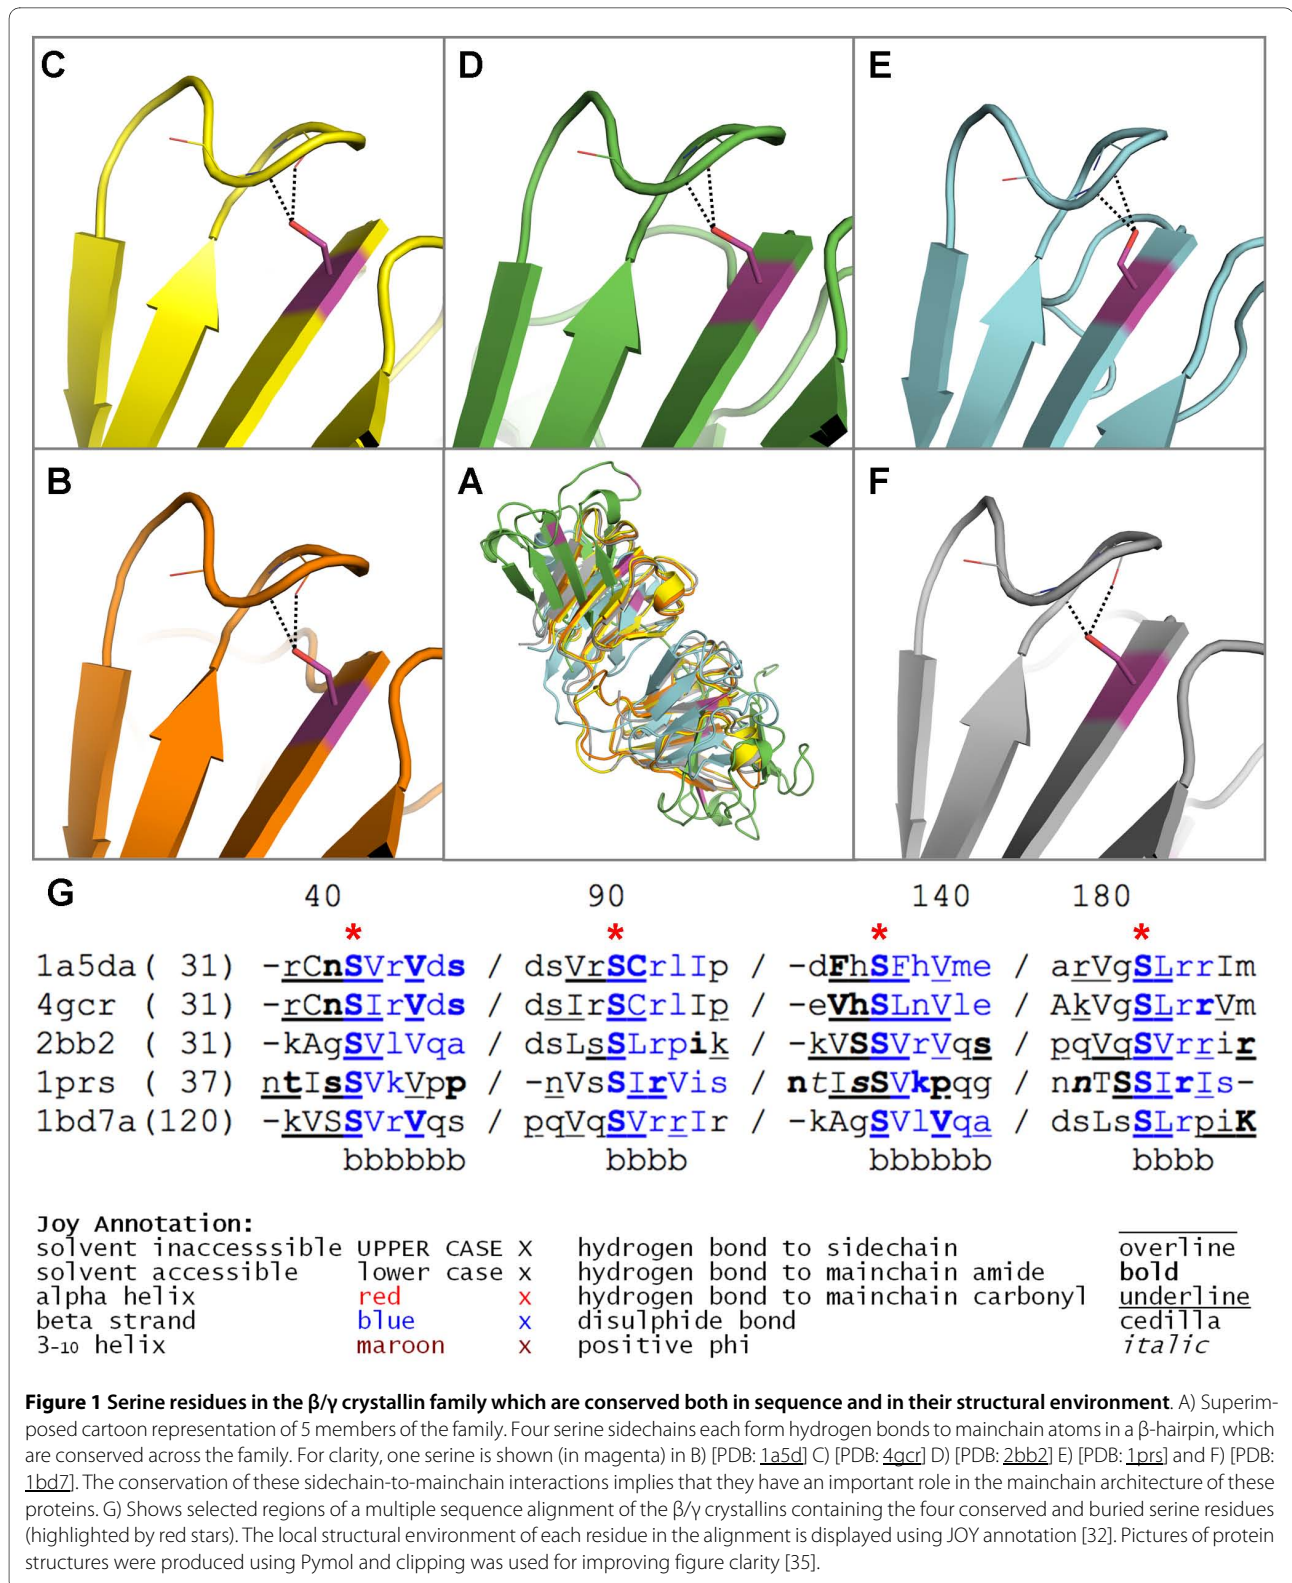 C
D
E
B
A
F
G
40 90 140 180
* * * *
1a5da( 31) -rCnSVrVds / dsVrSCrlIp / -dFhSFhVme / arVgSLrrIm
4gcr ( 31) -rCnSIrVds / dsIrSCrlIp / -eVhSLnVle / AkVgSLrrVm
2bb2 ( 31) -kAgSVlVqa / dsLsSLrpik / -kVSSVrVqs / pqVqSVrrir
1prs ( 37) ntIsSVkVpp / -nVsSIrVis / ntIsSVkpqg / nnTSSIrIs-
1bd7a(120) -kVSSVrVqs / pqVqSVrrIr / -kAgSVlVqa / dsLsSLrpiK
bbbbbb bbbb bbbbbb bbbb
Joy Annotation:
solvent inaccesssible UPPER CASE X hydrogen bond to sidechain overline
solvent accessible lower case x hydrogen bond to mainchain amide bold
alpha helix red x hydrogen bond to mainchain carbonyl underline
beta strand blue x disulphide bond cedilla
3-10 helix maroon x positive phi italic
Figure 1 Serine residues in the β/γ crystallin family which are conserved both in sequence and in their structural environment. A) Superim-
posed cartoon representation of 5 members of the family. Four serine sidechains each form hydrogen bonds to mainchain atoms in a β-hairpin, which
are conserved across the family. For clarity, one serine is shown (in magenta) in B) [PDB: 1a5d] C) [PDB: 4gcr] D) [PDB: 2bb2] E) [PDB: 1prs] and F) [PDB:
1bd7]. The conservation of these sidechain-to-mainchain interactions implies that they have an important role in the mainchain architecture of these
proteins. G) Shows selected regions of a multiple sequence alignment of the β/γ crystallins containing the four conserved and buried serine residues
(highlighted by red stars). The local structural environment of each residue in the alignment is displayed using JOY annotation [32]. Pictures of protein
structures were produced using Pymol and clipping was used for improving figure clarity [35].